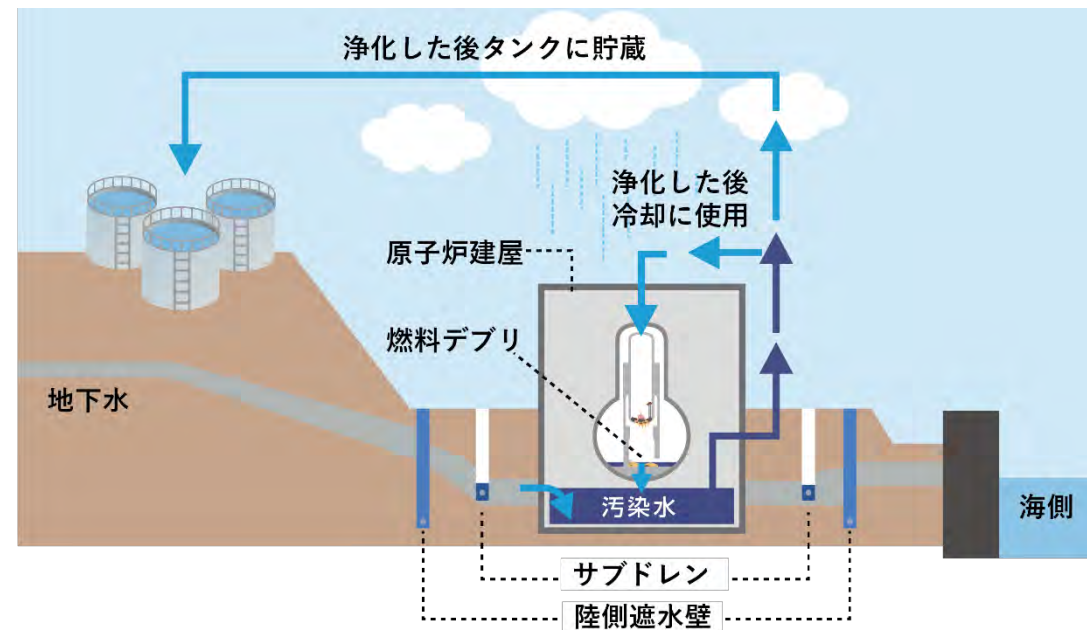 浄化した後タンクに貯蔵
浄化した後
冷却に使用
原子炉建屋
燃料デブリ
地下水
汚染水
海側
サブドレン
陸側遮水壁